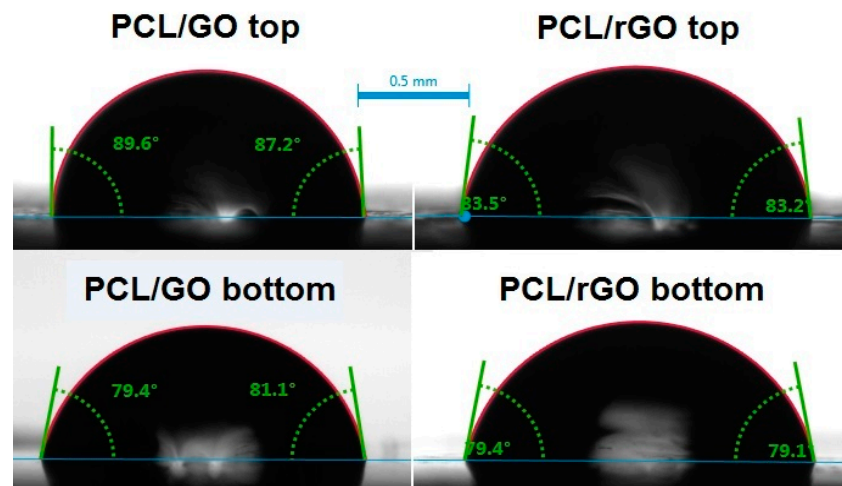 PCL/GO top
PCL/rGO top
0.5 mm
89.6°
87.2°
83.5°
83.2°
PCL/GO bottom
PCL/rGO bottom
79.4°
81.1°
79.4°
79.1°